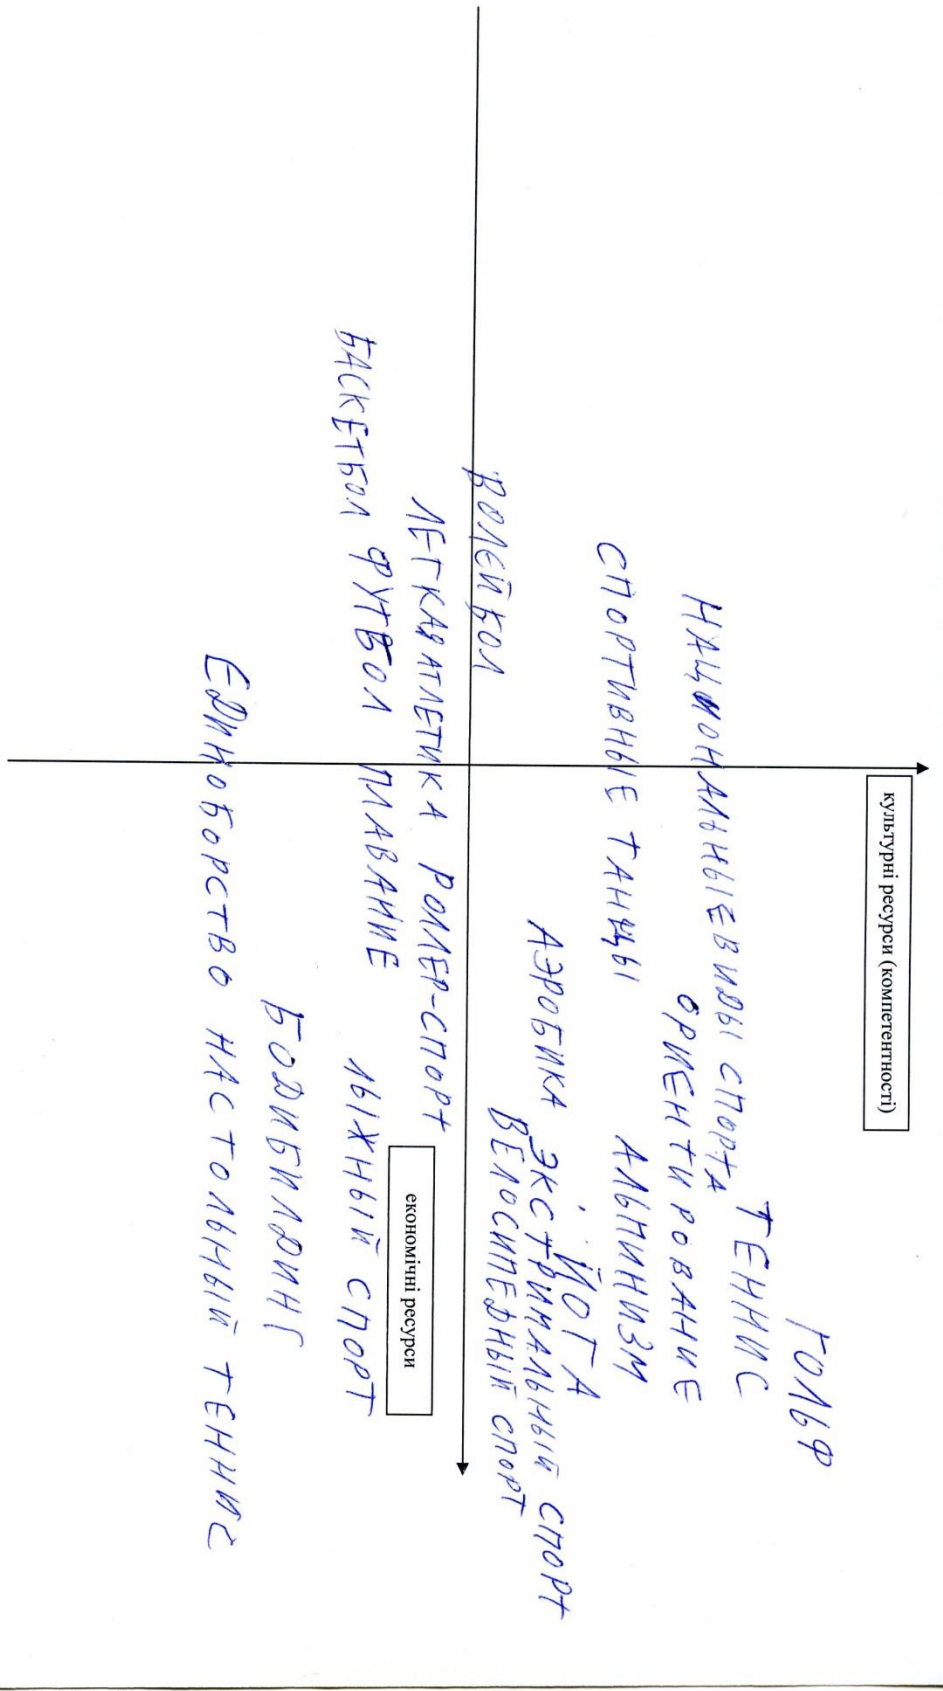 культурні ресурси (компетентності)
ГОЛЬФ
ТЕННИС
НАЦИОНАЛЬНЫЕ ВИДЫ СПОРТА
ОРИЕНТИРОВАНИЕ
СПОРТИВНЫЕ ТАНЦЫ
АЛЬПИНИЗМ
ЙОГА
АЭРОБИКА ЭКСТРИМАЛЬНЫЙ СПОРТ
ВОЛЕЙБОЛ
ВЕЛОСИПЕДНЫЙ СПОРТ
економічні ресурси
ЛЕГКАЯ АТЛЕТИКА РОЛЛЕР-СПОРТ
БАСКЕТБОЛ ФУТБОЛ ПЛАВАНИЕ
ЛЫЖНЫЙ СПОРТ
БОДИБИЛДИНГ
ЕДИНОБОРСТВО НАСТОЛЬНЫЙ ТЕННИС